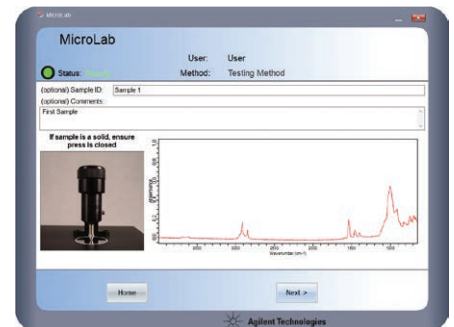 MicroLab
MicroLab
User: User
Status:
Method: Testing Method
(optional) Sample ID: Sample 1
(optional) Comments:
First Sample
If sample is a solid, ensure
press is closed
Wavenumber (cm-1)
Home
Next >
Agilent Technologies